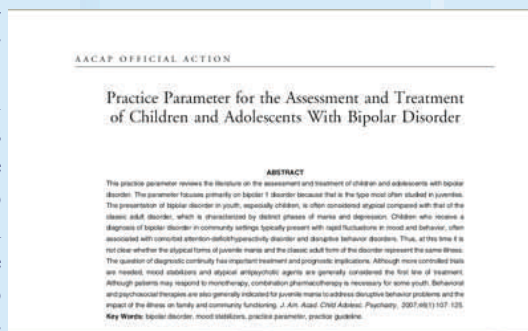 AACAP OFFICIAL ACTION
Practice Parameter for the Assessment and Treatment
of Children and Adolescents With Bipolar Disorder
ABSTRACT
This practice parameter reviews the literature on the assessment and treatment of children and adolescents with bipolar
disorder. The parameter focuses primarily on bipolar 1 disorder because that is the type most often studied in juveniles.
The presentation of bipolar disorder in youth, especially children, is often considered atypical compared with that of the
classic adult disorder, which is characterized by distinct phases of mania and depression. Children who receive a
diagnosis of bipolar disorder in community settings typically present with rapid fluctuations in mood and behavior, often
associated with comorbid attention-deficit/hyperactivity disorder and disruptive behavior disorders. Thus, at this time it is
not clear whether the atypical forms of juvenile mania and the classic adult form of the disorder represent the same illness.
The question of diagnostic continuity has important treatment and prognostic implications. Although more controlled trials
are needed, mood stabilizers and atypical antipsychotic agents are generally considered the first line of treatment.
Although patients may respond to monotherapy, combination pharmacotherapy is necessary for some youth. Behavioral
and psychosocial therapies are also generally indicated for juvenile mania to address disruptive behavior problems and the
impact of the illness on family and community functioning. J. Am. Acad. Child Adolesc. Psychiatry, 2007;46(1):107-125.
Key Words: bipolar disorder, mood stabilizers, practice parameter, practice guideline.